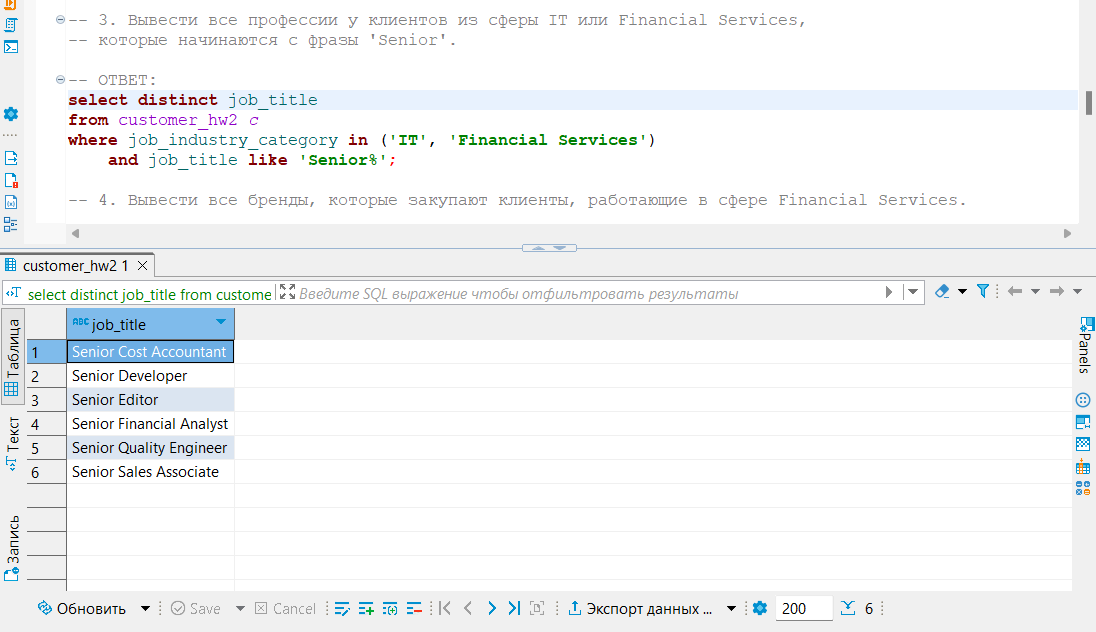 -- 3. Вывести все профессии у клиентов из сферы IT или Financial Services,
-- которые начинаются с фразы 'Senior'.
-- ОТВЕТ:
select distinct job_title
from customer_hw2 c
where job_industry_category in ('IT', 'Financial Services')
and job_title like 'Senior%';
-- 4. Вывести все бренды, которые закупают клиенты, работающие в сфере Financial Services.
customer_hw2 1
select distinct job_title from custome
Введите SQL выражение чтобы отфильтровать результаты
Таблица
Текст
Запись
ABC job_title
1 Senior Cost Accountant
2 Senior Developer
3 Senior Editor
4 Senior Financial Analyst
5 Senior Quality Engineer
6 Senior Sales Associate
Panels
Обновить Save Cancel Экспорт данных ... 200 6